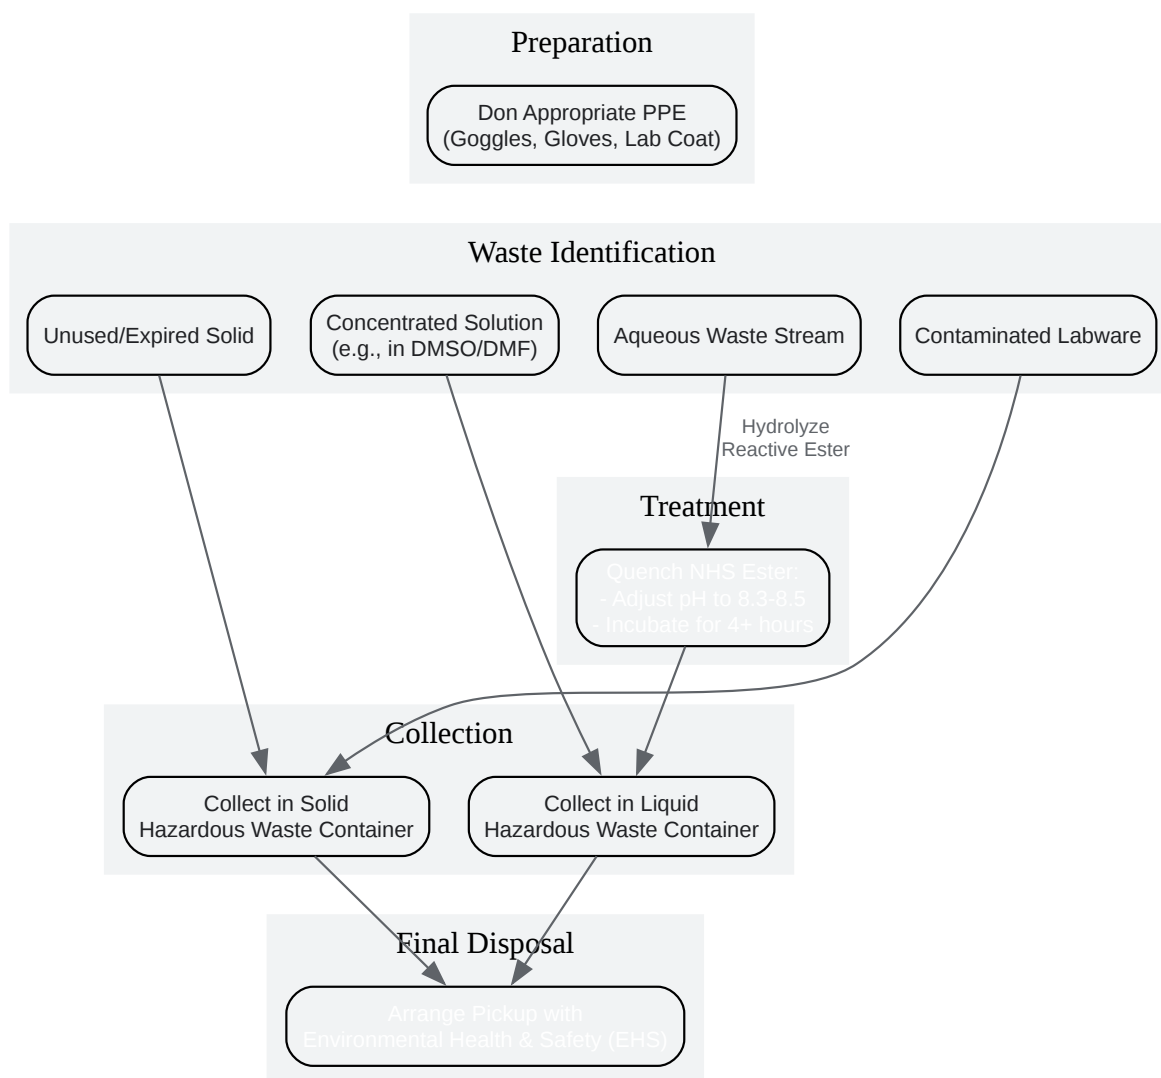 Preparation
Don Appropriate PPE
(Goggles, Gloves, Lab Coat)
Waste Identification
Unused/Expired Solid
Concentrated Solution
(e.g., in DMSO/DMF)
Aqueous Waste Stream
Contaminated Labware
Hydrolyze
Reactive Ester
Treatment
Quench NHS Ester:
- Adjust pH to 8.3-8.5
- Incubate for 4+ hours
Collection
Collect in Solid
Hazardous Waste Container
Collect in Liquid
Hazardous Waste Container
Final Disposal
Arrange Pickup with
Environmental Health & Safety (EHS)